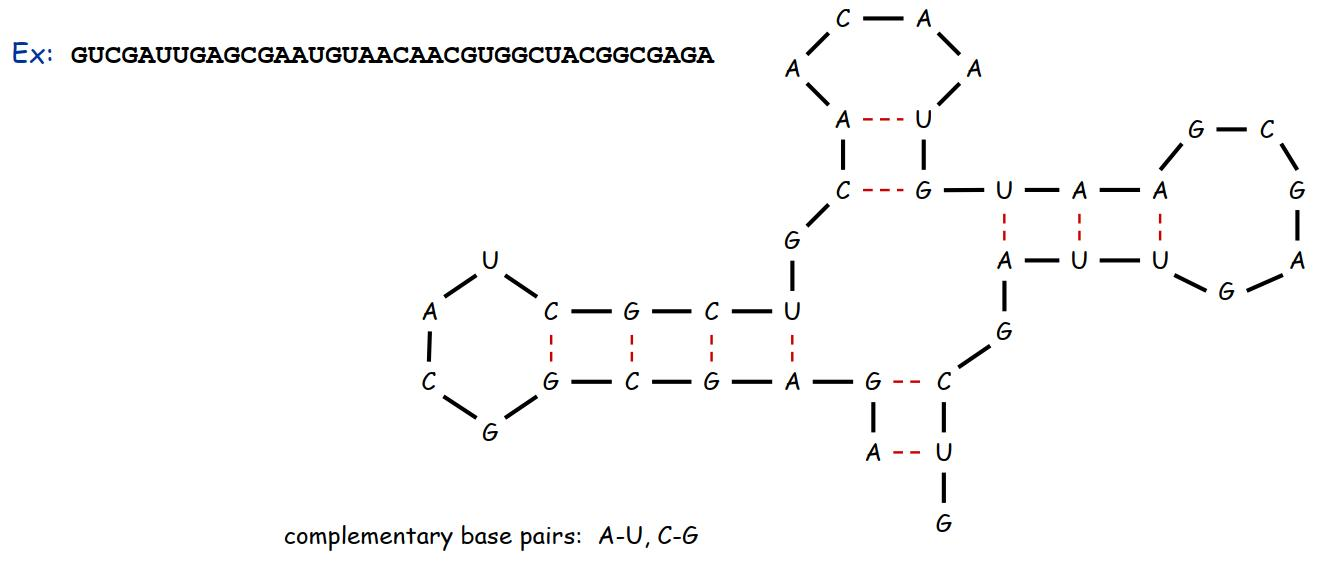 Ex: GUCGAUUGAGCGAAUGUAACAACGUGGCUACGGCGAGA
C A
A A
A U
G C
C G U A A G
G
U A U U A
G
A C G C U
G
C G C G A G C
G
A U
G
complementary base pairs: A-U, C-G